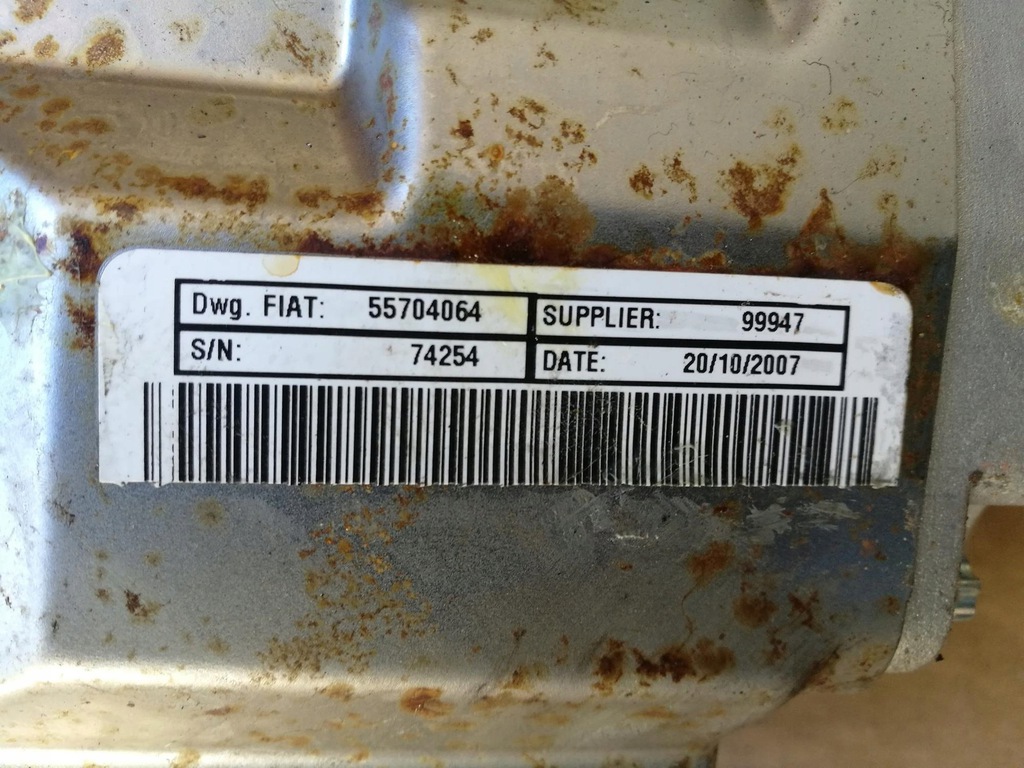 Dwg. FIAT: 55704064 SUPPLIER: 99947
S/N: 74254 DATE: 20/10/2007